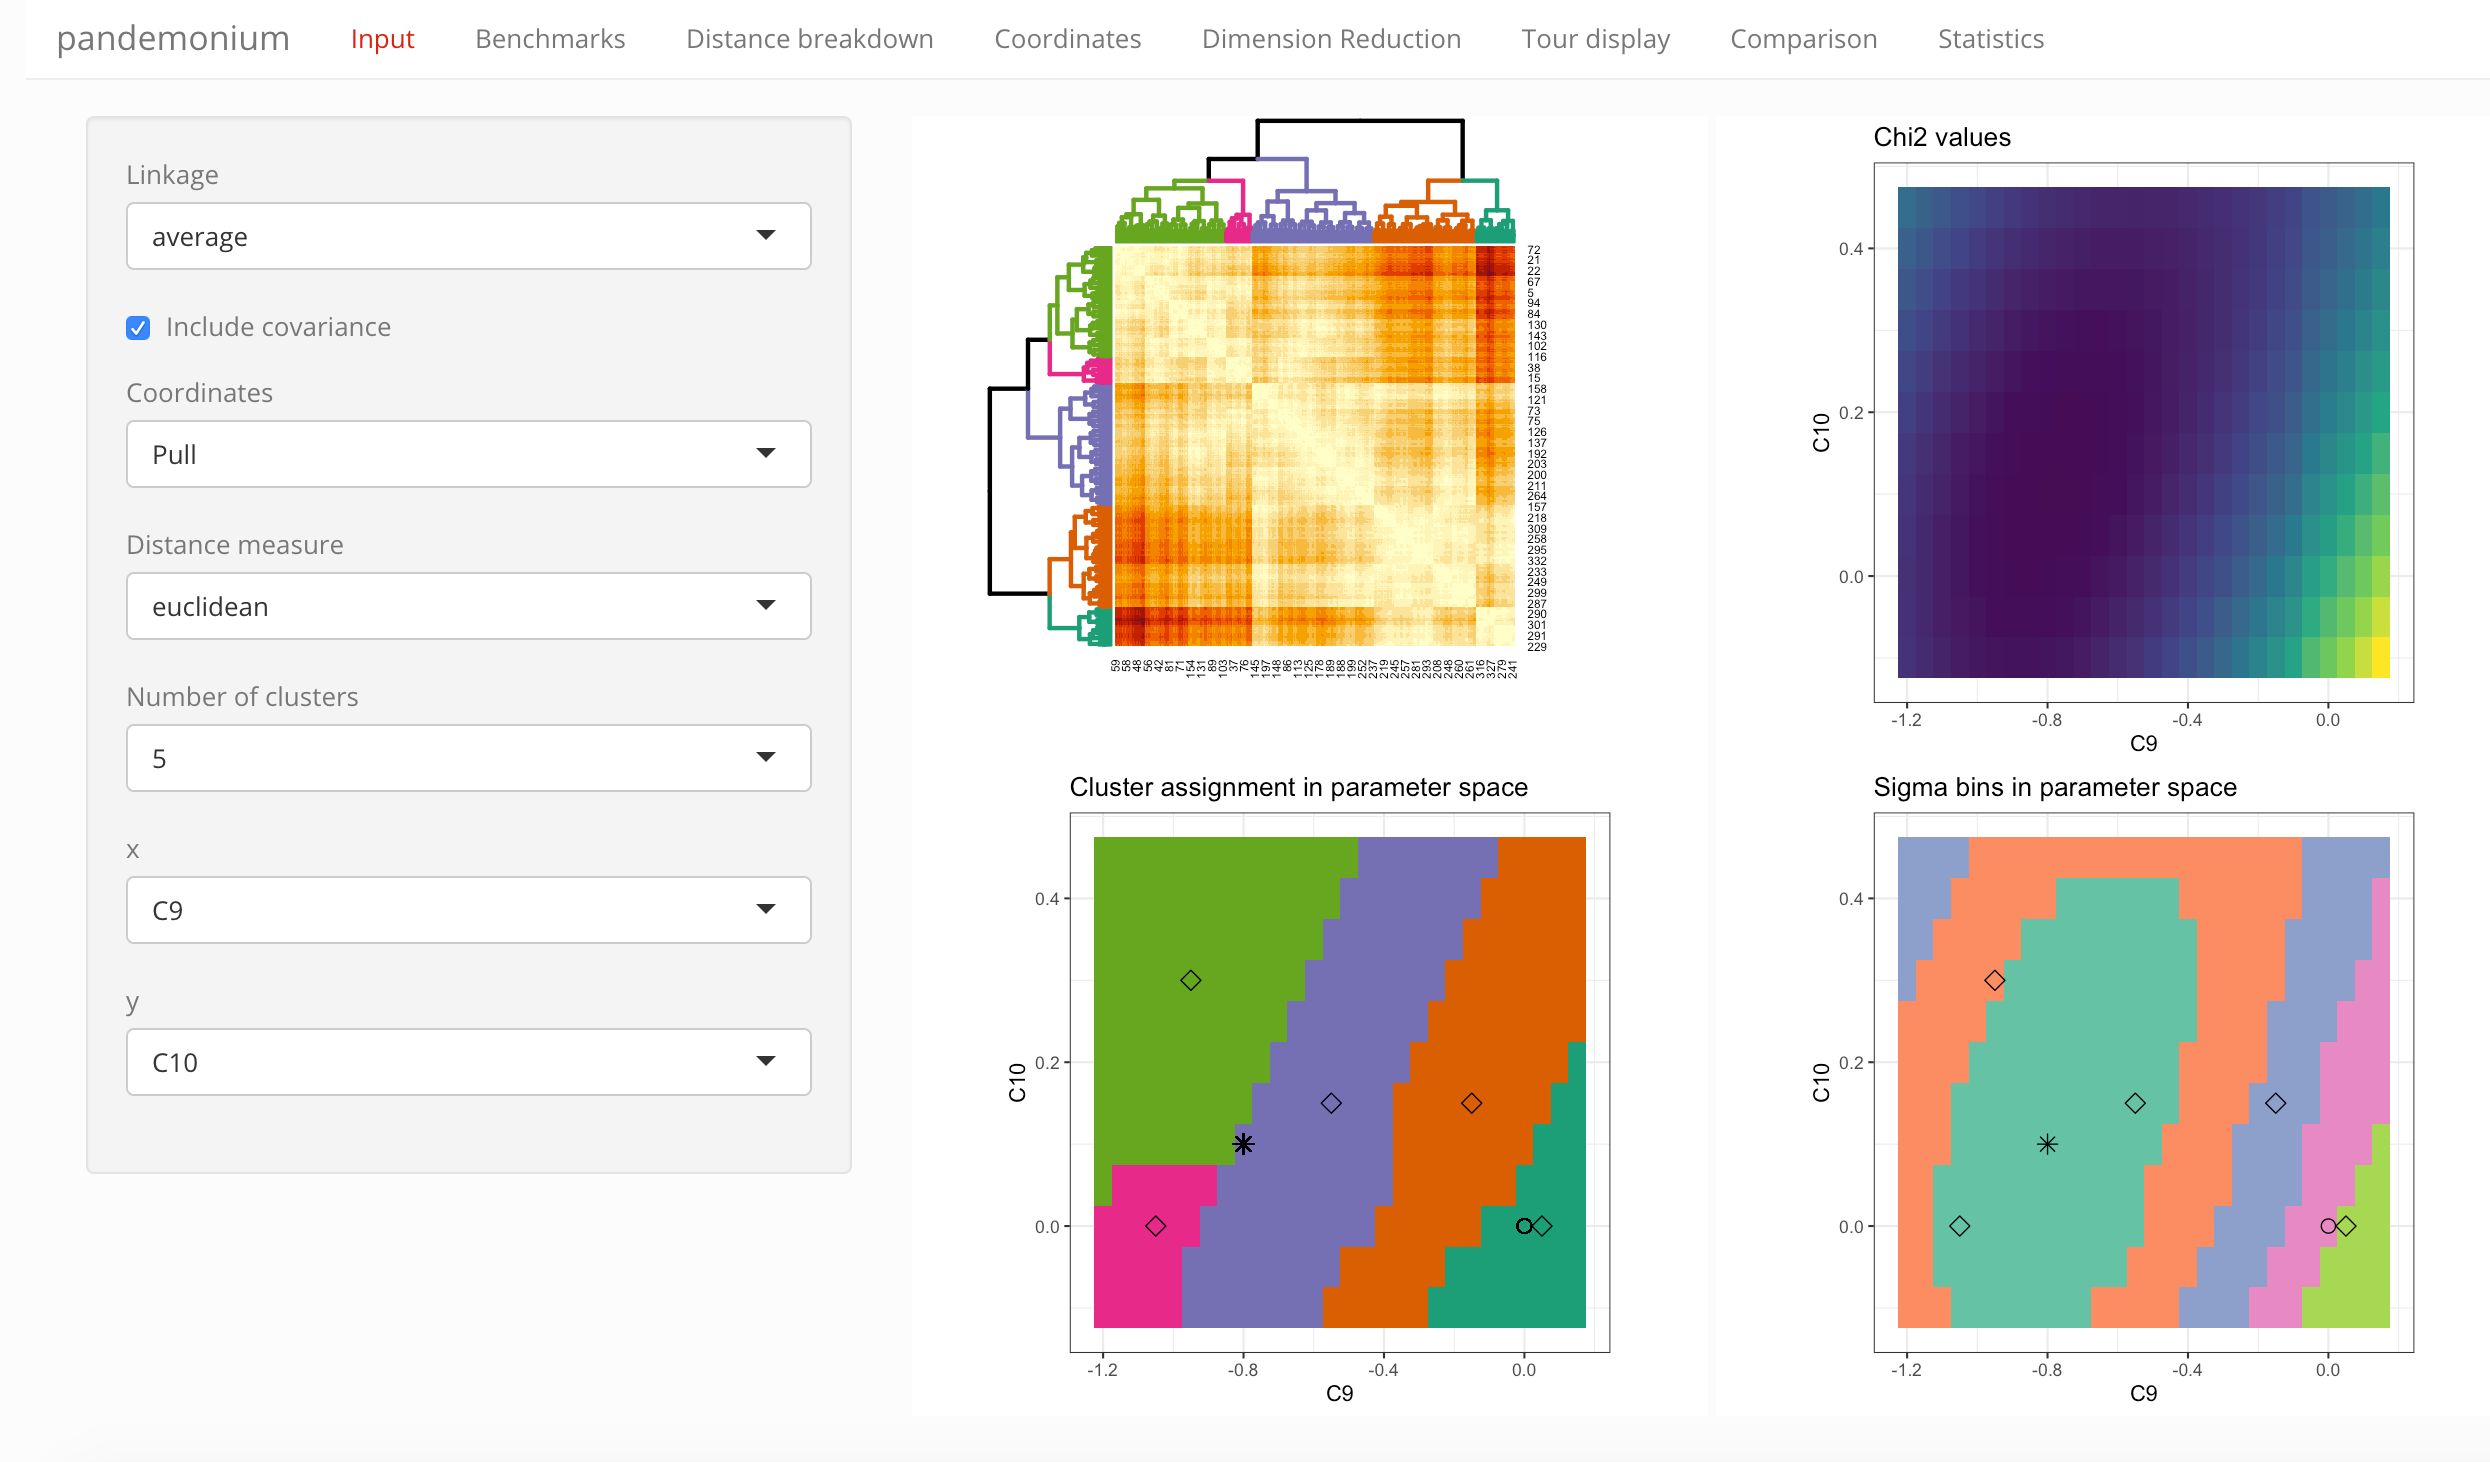 pandemonium Input Benchmarks Distance breakdown Coordinates Dimension Reduction Tour display Comparison Statistics
Linkage
average
Include covariance
Coordinates
Pull
Distance measure
euclidean
Number of clusters
5
x
C9
y
C10
72
21
22
67
5
94
84
130
143
102
116
38
15
158
121
73
75
126
137
192
203
200
211
264
157
218
309
258
295
332
233
249
299
287
290
301
291
229
59 58 48 56 42 81 71 154 131 89 103 37 76 145 197 148 86 113 125 178 189 188 199 252 237 219 245 257 281 293 208 248 260 261 316 327 279 241
Chi2 values
C10
0.4
0.2
0.0
-1.2 -0.8 -0.4 0.0
C9
Cluster assignment in parameter space
C10
0.4
0.2
0.0
-1.2 -0.8 -0.4 0.0
C9
Sigma bins in parameter space
C10
0.4
0.2
0.0
-1.2 -0.8 -0.4 0.0
C9